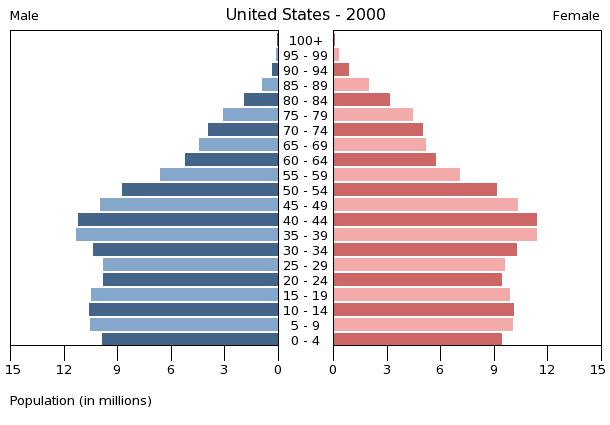 Male United States - 2000 Female
100+
95 - 99
90 - 94
85 - 89
80 - 84
75 - 79
70 - 74
65 - 69
60 - 64
55 - 59
50 - 54
45 - 49
40 - 44
35 - 39
30 - 34
25 - 29
20 - 24
15 - 19
10 - 14
5 - 9
0 - 4
15 12 9 6 3 0 0 3 6 9 12 15
Population (in millions)